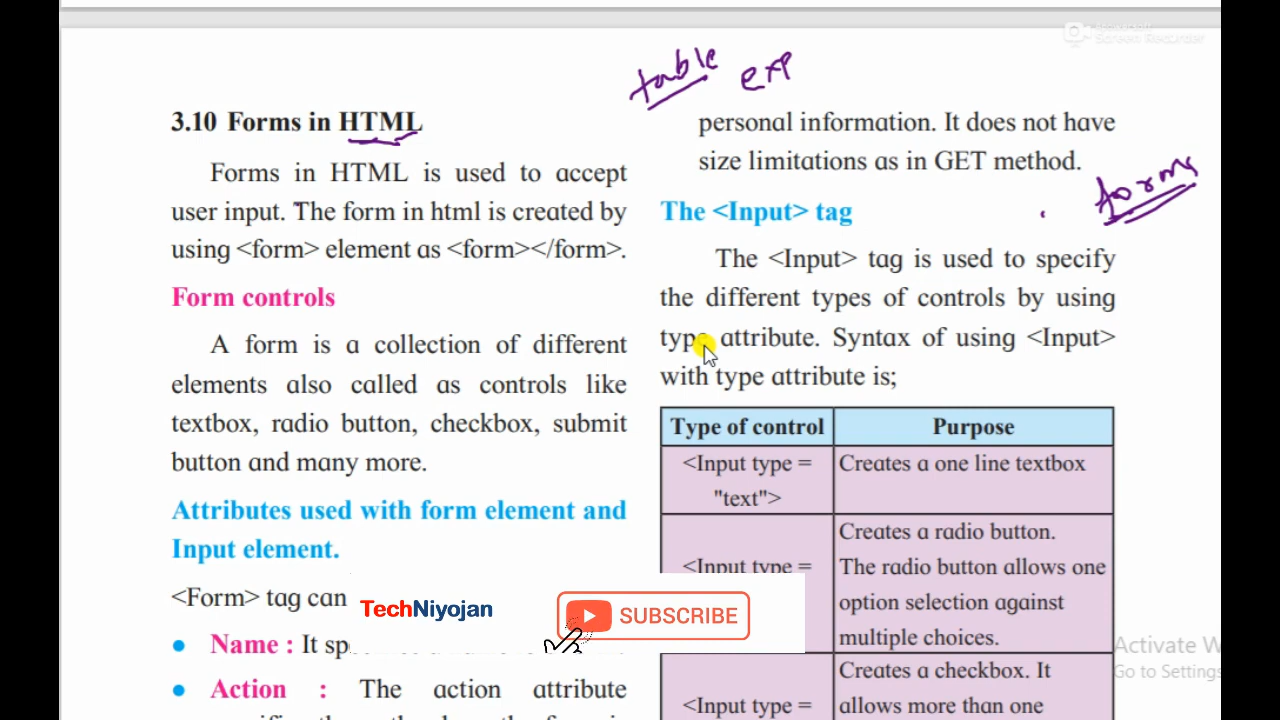 table exp
3.10 Forms in HTML
Forms in HTML is used to accept
user input. The form in html is created by
using <form> element as <form></form>.
Form controls
A form is a collection of different
elements also called as controls like
textbox, radio button, checkbox, submit
button and many more.
Attributes used with form element and
Input element.
<Form> tag can
Name : It
Action : The action attribute
personal information. It does not have
size limitations as in GET method.
forms
The <Input> tag
The <Input> tag is used to specify
the different types of controls by using
type attribute. Syntax of using <Input>
with type attribute is;
Type of control Purpose
<Input type = Creates a one line textbox
"text">
Creates a radio button.
<Input type = The radio button allows one
option selection against
multiple choices.
Creates a checkbox. It
<Input type = allows more than one
TechNiyojan SUBSCRIBE
Activate W
Go to Settings
Screen Recorder